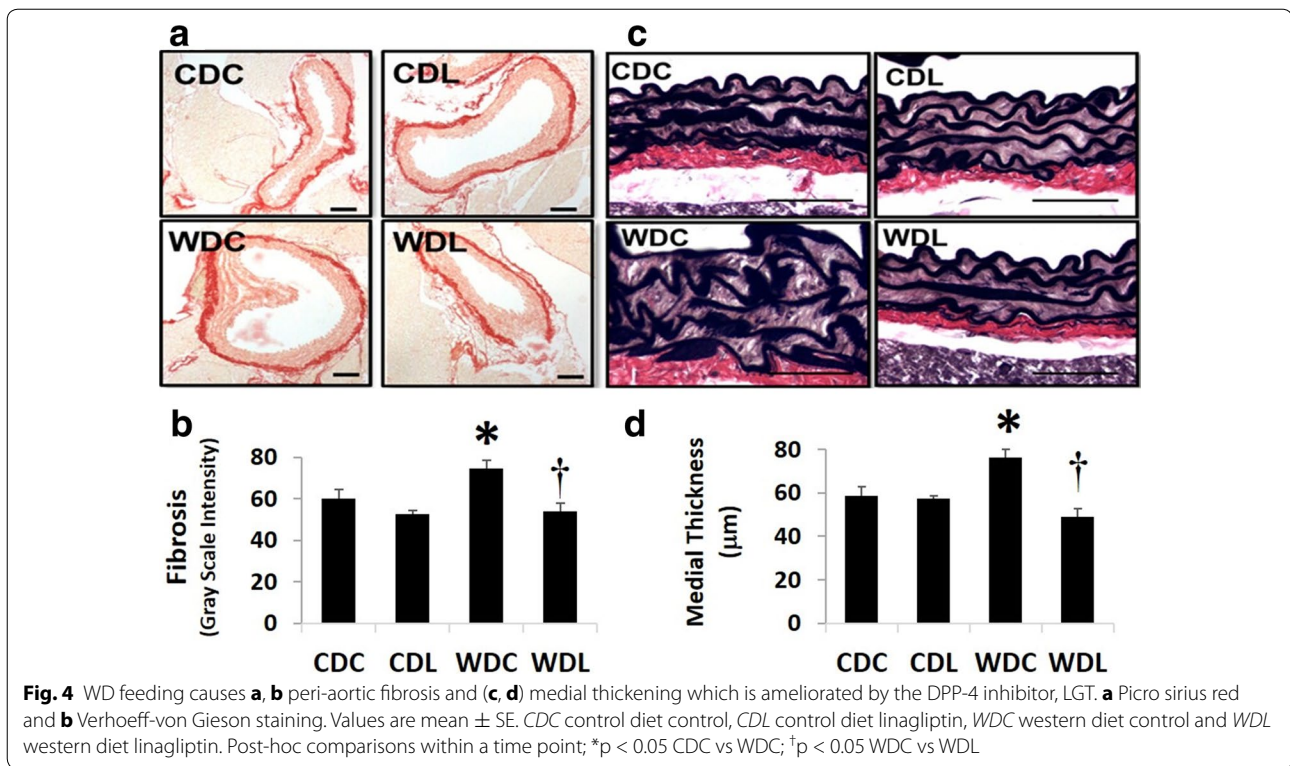 a
c
CDC
CDL
CDC
CDL
WDC
WDL
WDC
WDL
b
Fibrosis
(Gray Scale Intensity)
80
60
40
20
0
*
†
CDC CDL WDC WDL
d
Medial Thickness
(μm)
80
60
40
20
0
*
†
CDC CDL WDC WDL
Fig. 4 WD feeding causes a, b peri-aortic fibrosis and (c, d) medial thickening which is ameliorated by the DPP-4 inhibitor, LGT. a Picro sirius red
and b Verhoeff-von Gieson staining. Values are mean ± SE. CDC control diet control, CDL control diet linagliptin, WDC western diet control and WDL
western diet linagliptin. Post-hoc comparisons within a time point; *p < 0.05 CDC vs WDC; †p < 0.05 WDC vs WDL